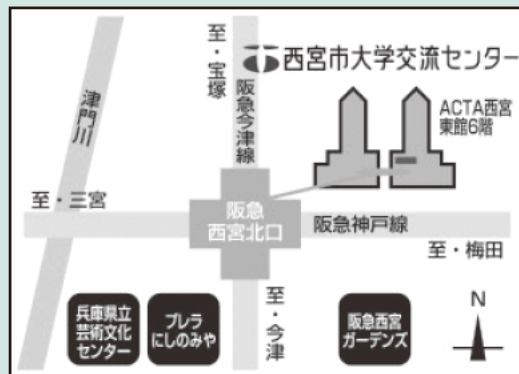 至・宝塚
西宮市大学交流センター
阪急今津線
津門川
ACTA西宮
東館6階
至・三宮
阪急
西宮北口
阪急神戸線
至・梅田
兵庫県立
芸術文化
センター
プレラ
にしのみや
至・今津
阪急西宮
ガーデンズ
N